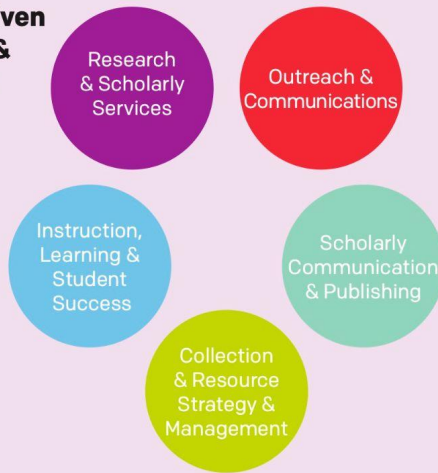 ven
&
Research
& Scholarly
Services
Outreach &
Communications
Instruction,
Learning &
Student
Success
Scholarly
Communication
& Publishing
Collection
& Resource
Strategy &
Management